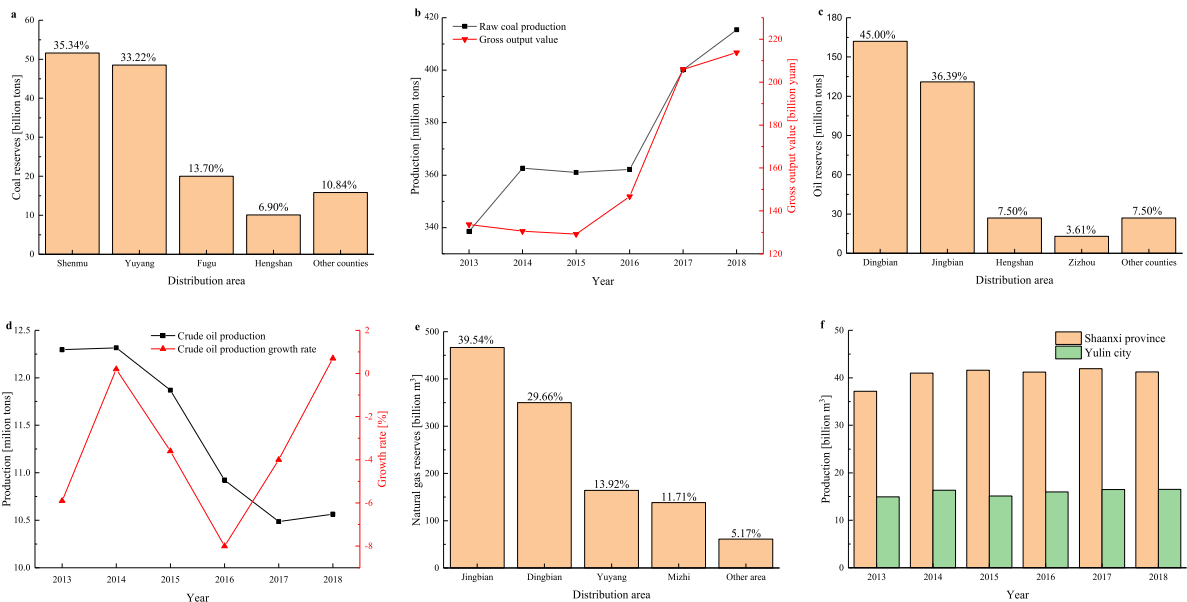 a
Coal reserves [billion tons]
60
50
40
30
20
10
0
35.34%
33.22%
13.70%
6.90%
10.84%
Shenmu Yuyang Fugu Hengshan Other counties
Distribution area
b
Production [million tons]
420
400
380
360
340
Raw coal production
Gross output value
220
200
180
160
140
120
Gross output value [billion yuan]
2013 2014 2015 2016 2017 2018
Year
c
Oil reserves [million tons]
180
150
120
90
60
30
0
45.00%
36.39%
7.50%
3.61%
7.50%
Dingbian Jingbian Hengshan Zizhou Other counties
Distribution area
d
Production [million tons]
12.5
12.0
11.5
11.0
10.5
10.0
Crude oil production
Crude oil production growth rate
2
0
-2
-4
-6
-8
Growth rate [%]
2013 2014 2015 2016 2017 2018
Year
e
Natural gas reserves [billion m³]
500
450
400
350
300
250
200
150
100
50
0
39.54%
29.66%
13.92%
11.71%
5.17%
Jingbian Dingbian Yuyang Mizhi Other area
Distribution area
f
Production [billion m³]
50
40
30
20
10
0
Shaanxi province
Yulin city
2013 2014 2015 2016 2017 2018
Year